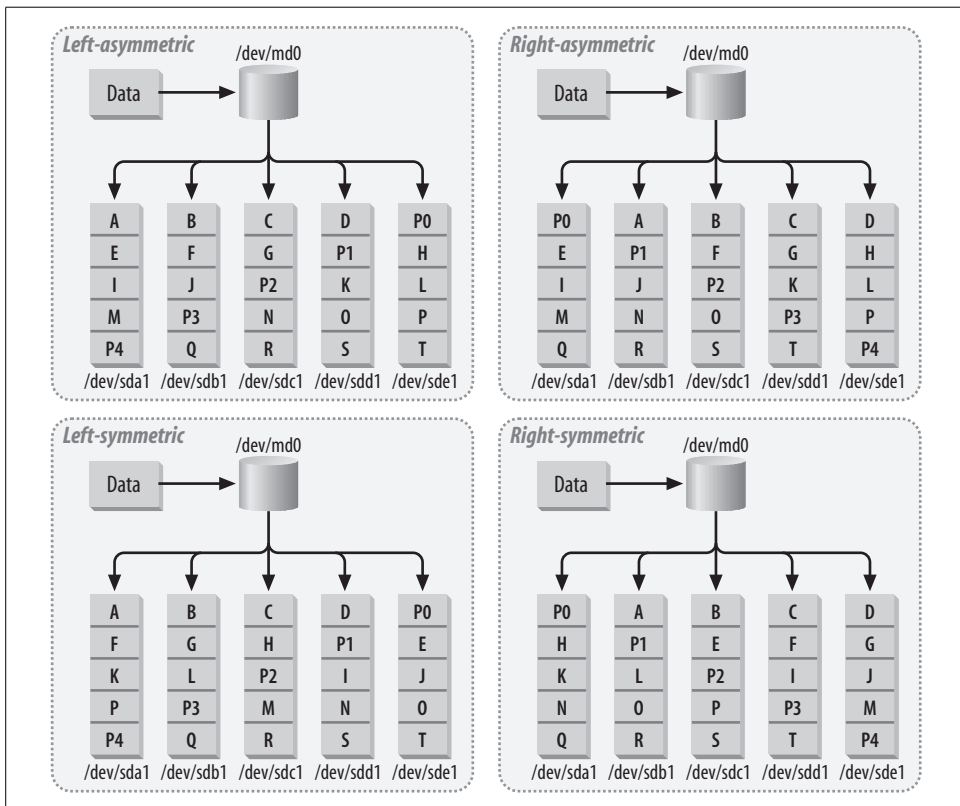 Left-asymmetric
/dev/md0
Data
A B C D P0
E F G P1 H
I J P2 K L
M P3 N O P
P4 Q R S T
/dev/sda1 /dev/sdb1 /dev/sdc1 /dev/sdd1 /dev/sde1
Right-asymmetric
/dev/md0
Data
P0 A B C D
E P1 F G H
I J P2 K L
M N O P3 P
Q R S T P4
/dev/sda1 /dev/sdb1 /dev/sdc1 /dev/sdd1 /dev/sde1
Left-symmetric
/dev/md0
Data
A B C D P0
F G H P1 E
K L P2 I J
P P3 M N O
P4 Q R S T
/dev/sda1 /dev/sdb1 /dev/sdc1 /dev/sdd1 /dev/sde1
Right-symmetric
/dev/md0
Data
P0 A B C D
H P1 E F G
K L P2 I J
N O P P3 M
Q R S T P4
/dev/sda1 /dev/sdb1 /dev/sdc1 /dev/sdd1 /dev/sde1